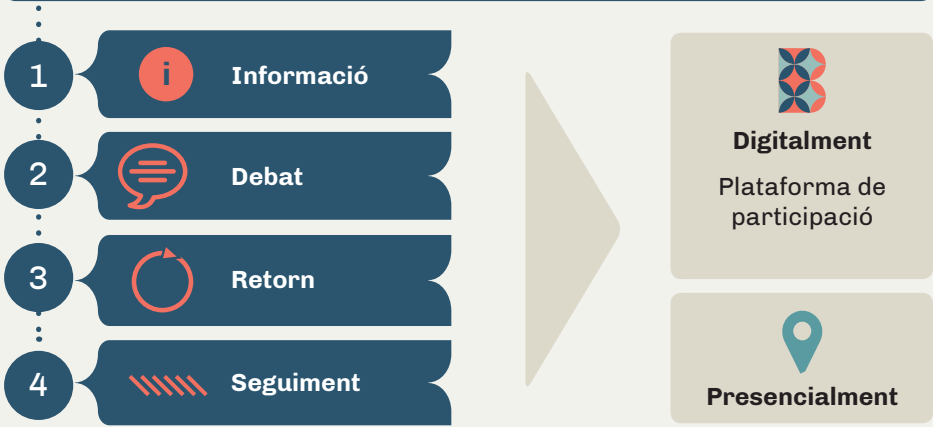 1
i
Informació
2
Debat
3
Retorn
4
Seguiment
Digitalment
Plataforma de
participació
Presencialment